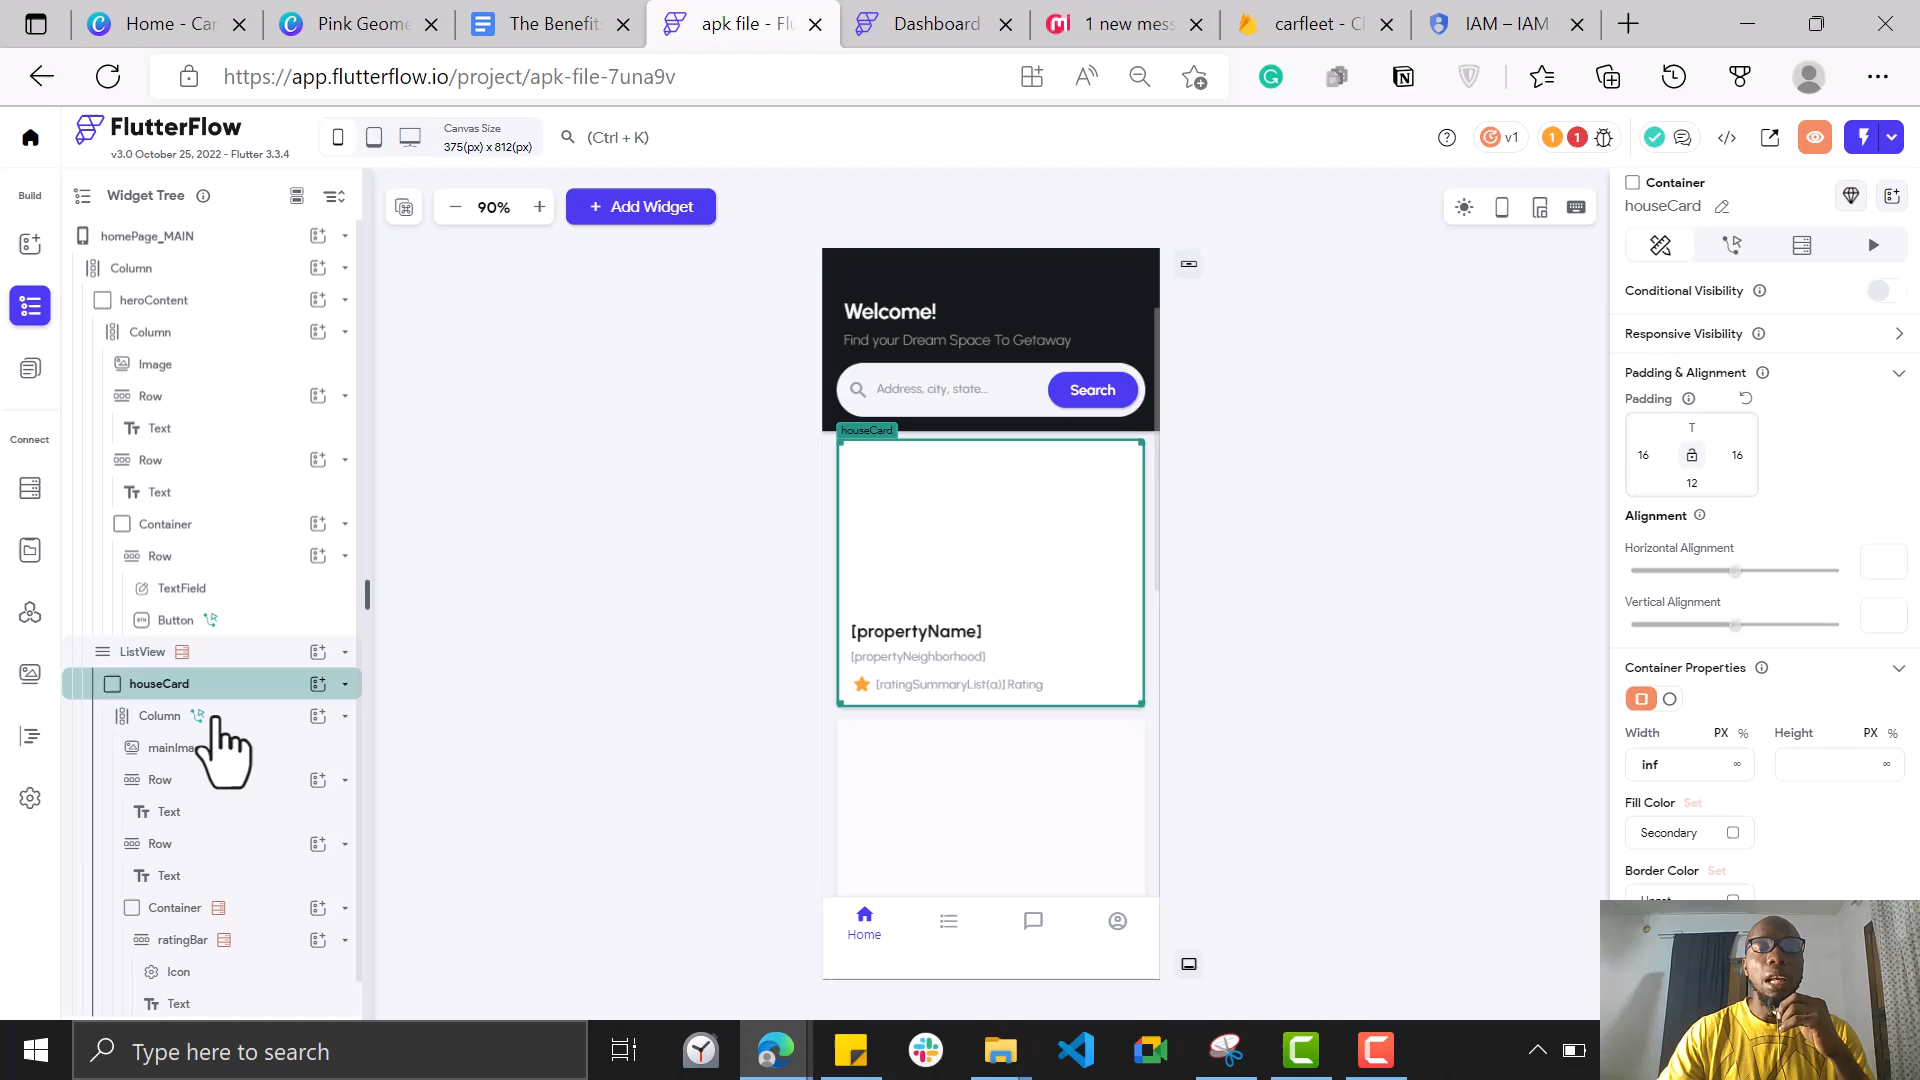 Home - Can
Pink Geome
The Benefit
apk file - Flu
Dashboard
1 new mess
carfleet - Cl
IAM – IAM
https://app.flutterflow.io/project/apk-file-7una9v
FlutterFlow
v3.0 October 25, 2022 - Flutter 3.3.4
Canvas Size
375(px) x 812(px)
(Ctrl + K)
v1
1
1
Build
Connect
Widget Tree
homePage_MAIN
Column
heroContent
Column
Image
Row
Text
Row
Text
Container
Row
TextField
Button
ListView
houseCard
Column
mainIma
Row
Text
Row
Text
Container
ratingBar
Icon
Text
90%
+ Add Widget
Welcome!
Find your Dream Space To Getaway
Address, city, state...
Search
houseCard
[propertyName]
[propertyNeighborhood]
[ratingSummaryList(a)] Rating
Home
Container
houseCard
Conditional Visibility
Responsive Visibility
Padding & Alignment
Padding
T
16
16
12
Alignment
Horizontal Alignment
Vertical Alignment
Container Properties
Width PX %
Height PX %
inf ∞
∞
Fill Color Set
Secondary
Border Color Set
Type here to search